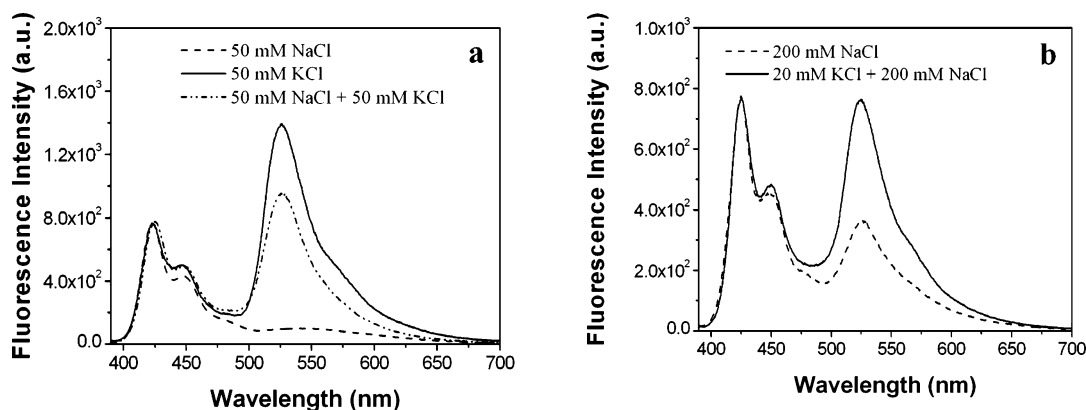 a
50 mM NaCl
50 mM KCl
50 mM NaCl + 50 mM KCl
Fluorescence Intensity (a.u.)
2.0x10³
1.6x10³
1.2x10³
8.0x10²
4.0x10²
0.0
400 450 500 550 600 650 700
Wavelength (nm)
b
200 mM NaCl
20 mM KCl + 200 mM NaCl
Fluorescence Intensity (a.u.)
1.0x10³
8.0x10²
6.0x10²
4.0x10²
2.0x10²
0.0
400 450 500 550 600 650 700
Wavelength (nm)